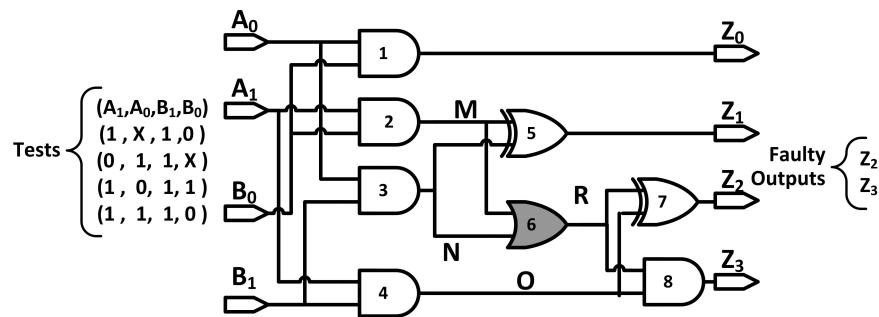 A0
Z0
1
A1
M
Z1
(A1,A0,B1,B0)
2
5
Tests
(1 , X , 1 ,0)
Faulty
Outputs
Z2
Z3
(0, 1, 1,X)
(1 , 0 , 1 , 1)
(1 , 1 , 1 ,0)
3
B0
R
Z2
7
6
N
B1
4
O
8
Z3